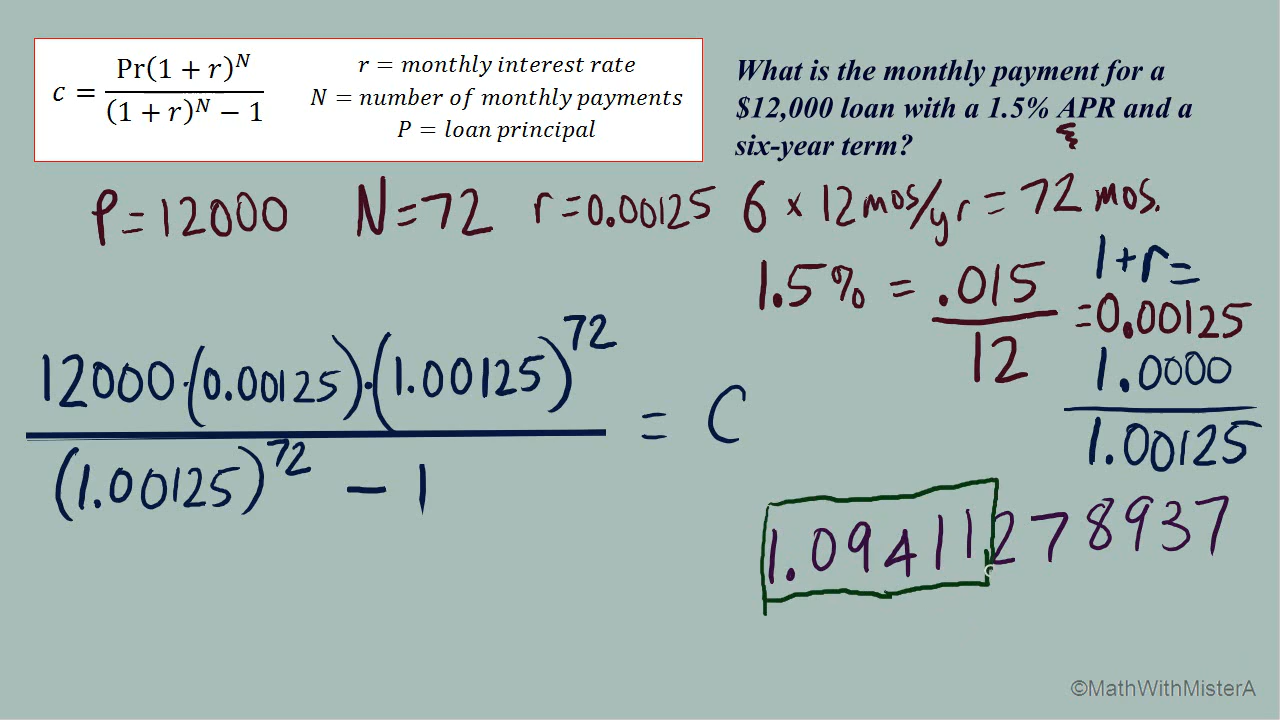 c = Pr(1 + r)^N / (1 + r)^N − 1
r = monthly interest rate
N = number of monthly payments
P = loan principal
What is the monthly payment for a
$12,000 loan with a 1.5% APR and a
six-year term?
P = 12000 N = 72 r = 0.00125 6 × 12 mos/yr = 72 mos.
1.5% = .015 / 12 = 0.00125
1 + r =
1.0000
1.00125
12000 · (0.00125) · (1.00125)^72 / (1.00125)^72 − 1 = C
1.09411278937
©MathWithMisterA